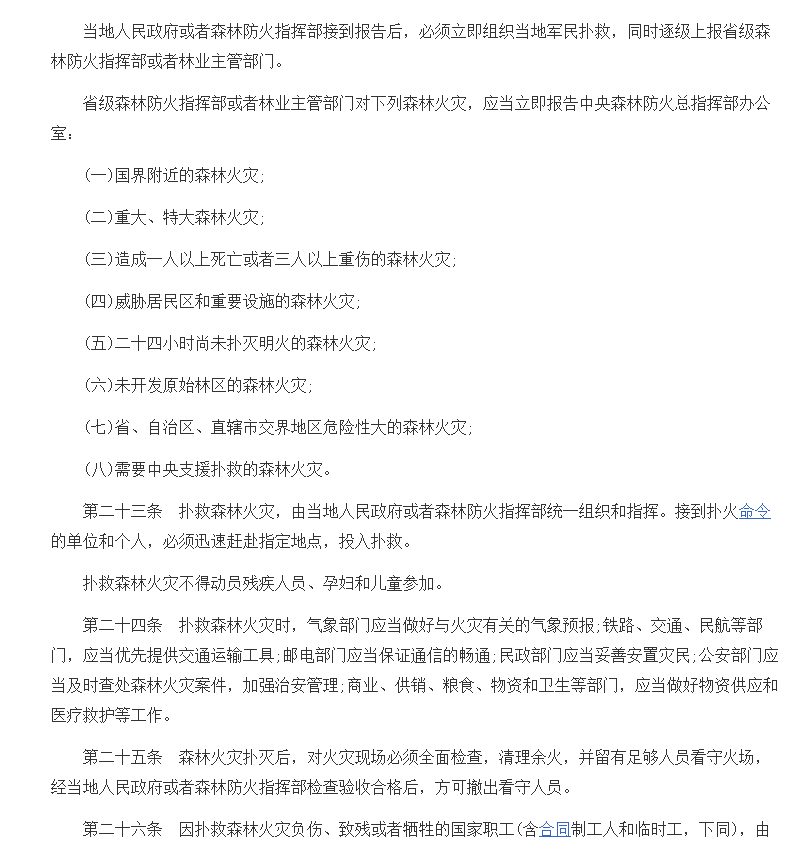 当地人民政府或者森林防火指挥部接到报告后，必须立即组织当地军民扑救，同时逐级上报省级森
林防火指挥部或者林业主管部门。
省级森林防火指挥部或者林业主管部门对下列森林火灾，应当立即报告中央森林防火总指挥部办公
室：
(一)国界附近的森林火灾;
(二)重大、特大森林火灾;
(三)造成一人以上死亡或者三人以上重伤的森林火灾;
(四)威胁居民区和重要设施的森林火灾;
(五)二十四小时尚未扑灭明火的森林火灾;
(六)未开发原始林区的森林火灾;
(七)省、自治区、直辖市交界地区危险性大的森林火灾;
(八)需要中央支援扑救的森林火灾。
第二十三条　扑救森林火灾，由当地人民政府或者森林防火指挥部统一组织和指挥。接到扑火命令
的单位和个人，必须迅速赶赴指定地点，投入扑救。
扑救森林火灾不得动员残疾人员、孕妇和儿童参加。
第二十四条　扑救森林火灾时，气象部门应当做好与火灾有关的气象预报;铁路、交通、民航等部
门，应当优先提供交通运输工具;邮电部门应当保证通信的畅通;民政部门应当妥善安置灾民;公安部门应
当及时查处森林火灾案件，加强治安管理;商业、供销、粮食、物资和卫生等部门，应当做好物资供应和
医疗救护等工作。
第二十五条　森林火灾扑灭后，对火灾现场必须全面检查，清理余火，并留有足够人员看守火场，
经当地人民政府或者森林防火指挥部检查验收合格后，方可撤出看守人员。
第二十六条　因扑救森林火灾负伤、致残或者牺牲的国家职工(含合同制工人和临时工，下同)，由